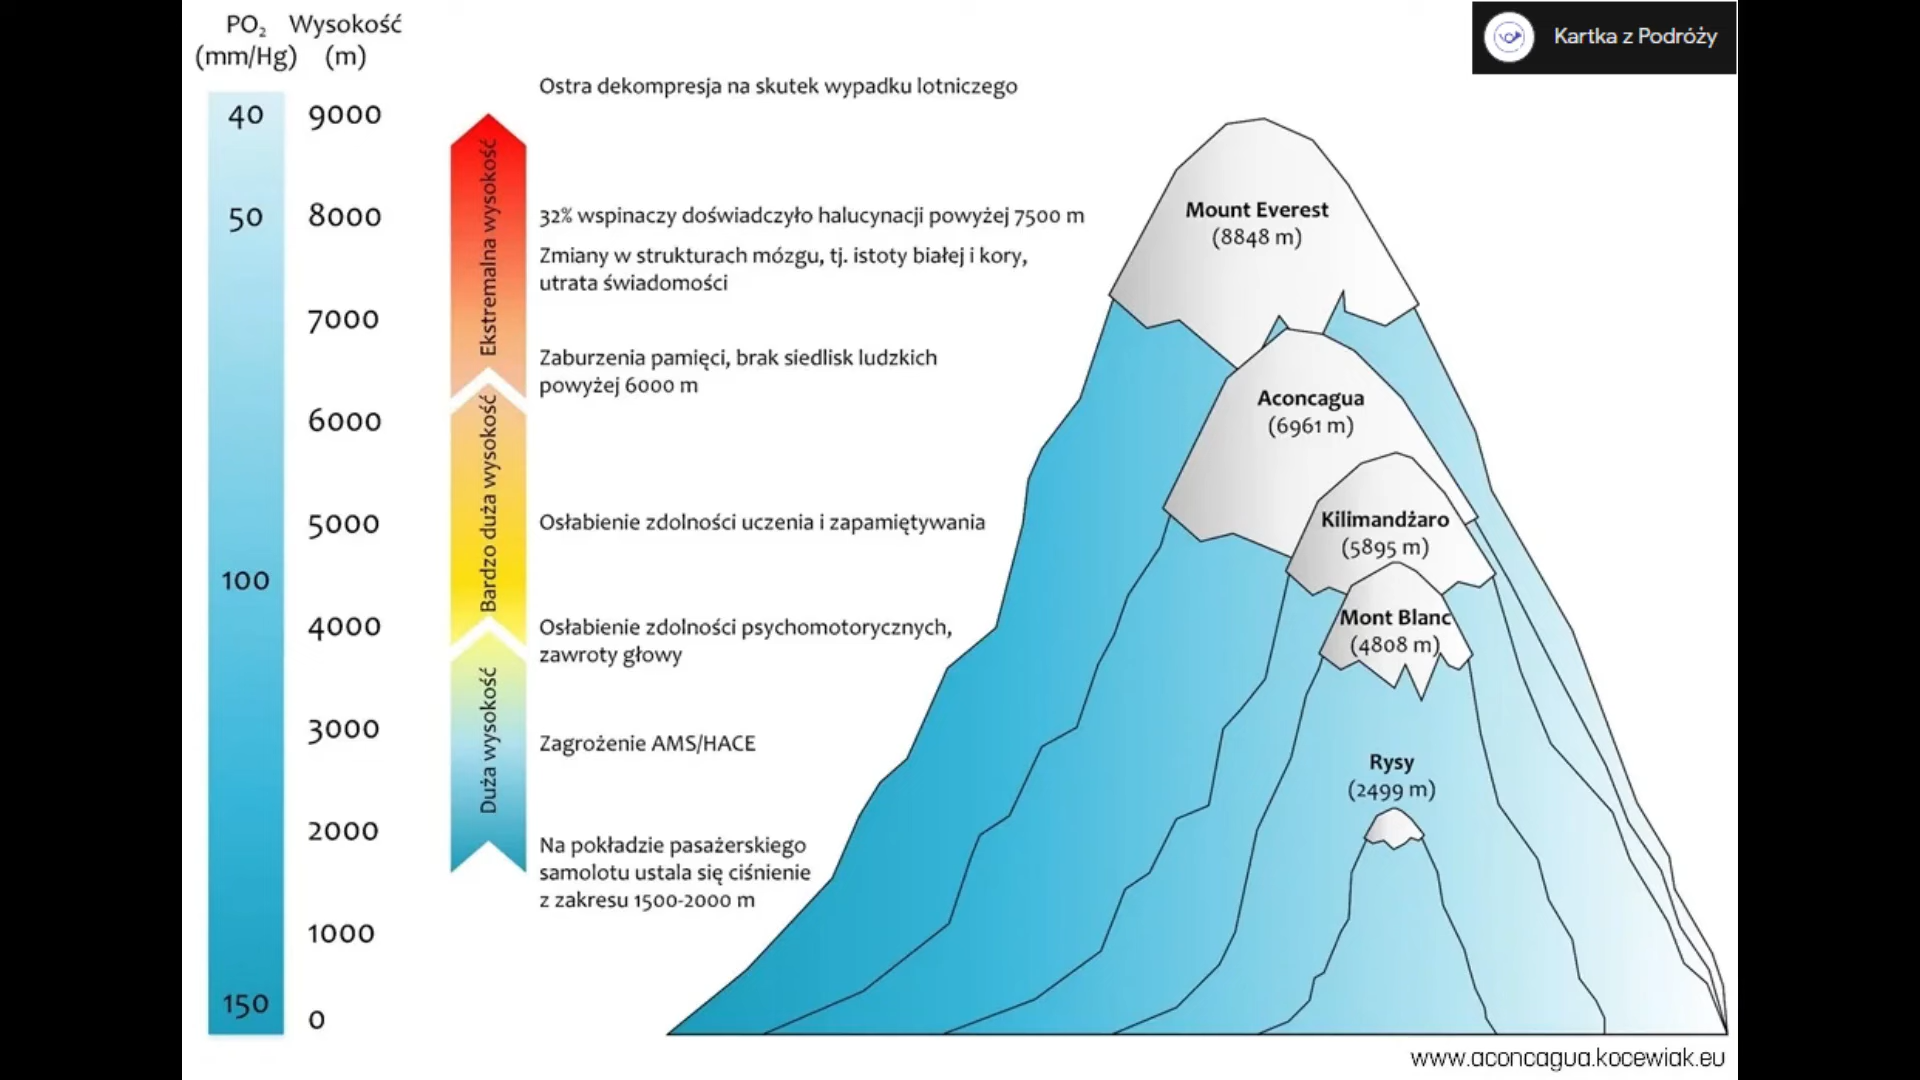 PO₂ Wysokość
(mm/Hg) (m)
Kartka z Podróży
Ostra dekompresja na skutek wypadku lotniczego
40 9000
50 8000
7000
6000
5000
100
4000
3000
2000
1000
150
0
Ekstremalna wysokość
Bardzo duża wysokość
Duża wysokość
32% wspinaczy doświadczyło halucynacji powyżej 7500 m
Zmiany w strukturach mózgu, tj. istoty białej i kory,
utrata świadomości
Zaburzenia pamięci, brak siedlisk ludzkich
powyżej 6000 m
Osłabienie zdolności uczenia i zapamiętywania
Osłabienie zdolności psychomotorycznych,
zawroty głowy
Zagrożenie AMS/HACE
Na pokładzie pasażerskiego
samolotu ustala się ciśnienie
z zakresu 1500-2000 m
Mount Everest
(8848 m)
Aconcagua
(6961 m)
Kilimandżaro
(5895 m)
Mont Blanc
(4808 m)
Rysy
(2499 m)
www.aconcagua.kocewiak.eu